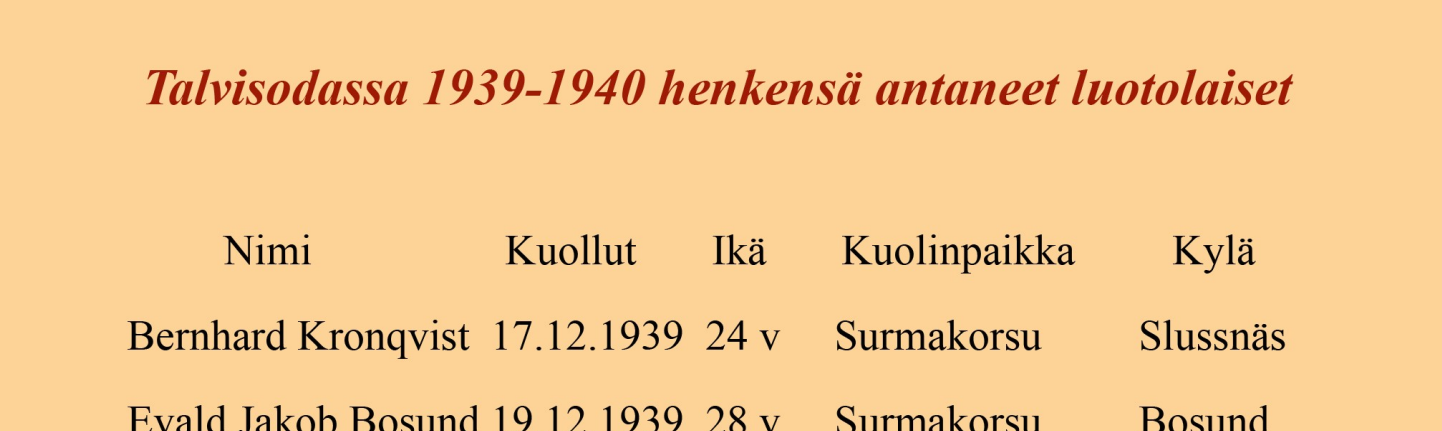 Talvisodassa 1939-1940 henkensä antaneet luotolaiset
Nimi Kuollut Ikä Kuolinpaikka Kylä
Bernhard Kronqvist 17.12.1939 24 v Surmakorsu Slussnäs
Evald Jakob Bosund 19.12.1939 28 v Surmakorsu Bosund